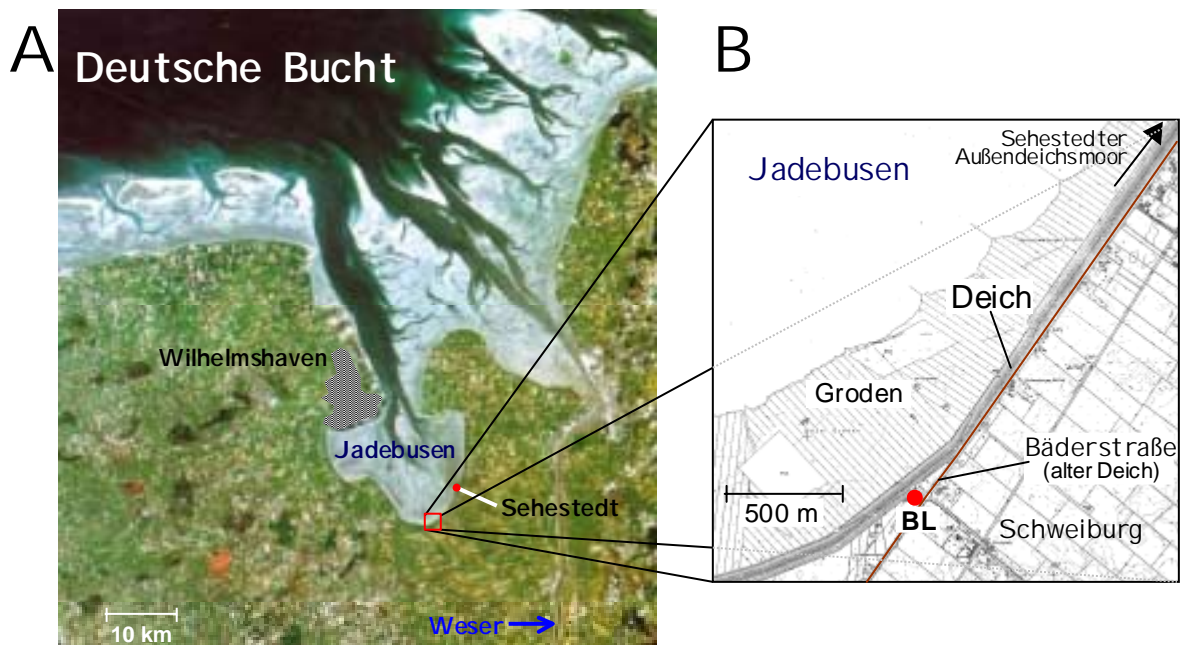 A
Deutsche Bucht
Wilhelmshaven
Jadebusen
Sehestedt
10 km
Weser
B
Jadebusen
Sehestedter
Außendeichsmoor
Deich
Groden
Bäderstraße
(alter Deich)
500 m
BL
Schweiburg